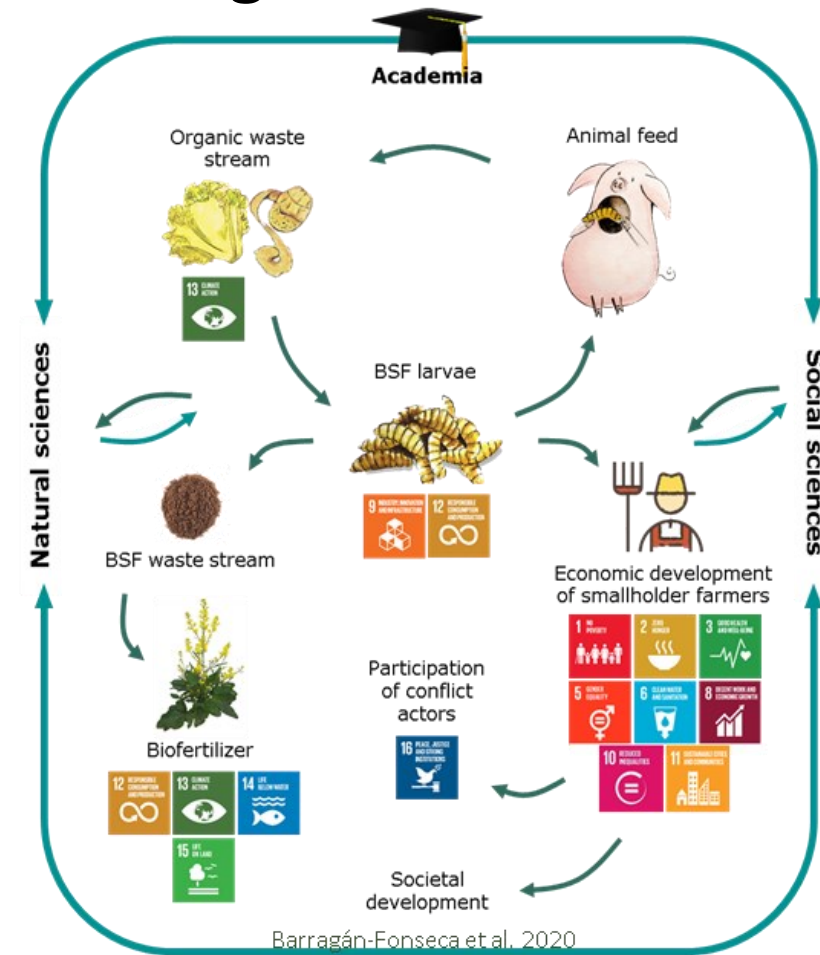 Academia
Organic waste
stream
Animal feed
13 CLIMATE
ACTION
Natural sciences
Social sciences
BSF larvae
9 INDUSTRY, INNOVATION
AND INFRASTRUCTURE
12 RESPONSIBLE
CONSUMPTION
AND PRODUCTION
BSF waste stream
Economic development
of smallholder farmers
1 NO
POVERTY
2 ZERO
HUNGER
3 GOOD HEALTH
AND WELL-BEING
5 GENDER
EQUALITY
6 CLEAN WATER
AND SANITATION
8 DECENT WORK AND
ECONOMIC GROWTH
10 REDUCED
INEQUALITIES
11 SUSTAINABLE CITIES
AND COMMUNITIES
Participation
of conflict
actors
16 PEACE, JUSTICE
AND STRONG
INSTITUTIONS
Biofertilizer
12 RESPONSIBLE
CONSUMPTION
AND PRODUCTION
13 CLIMATE
ACTION
14 LIFE
BELOW WATER
15 LIFE
ON LAND
Societal
development
Barragán-Fonseca et al. 2020